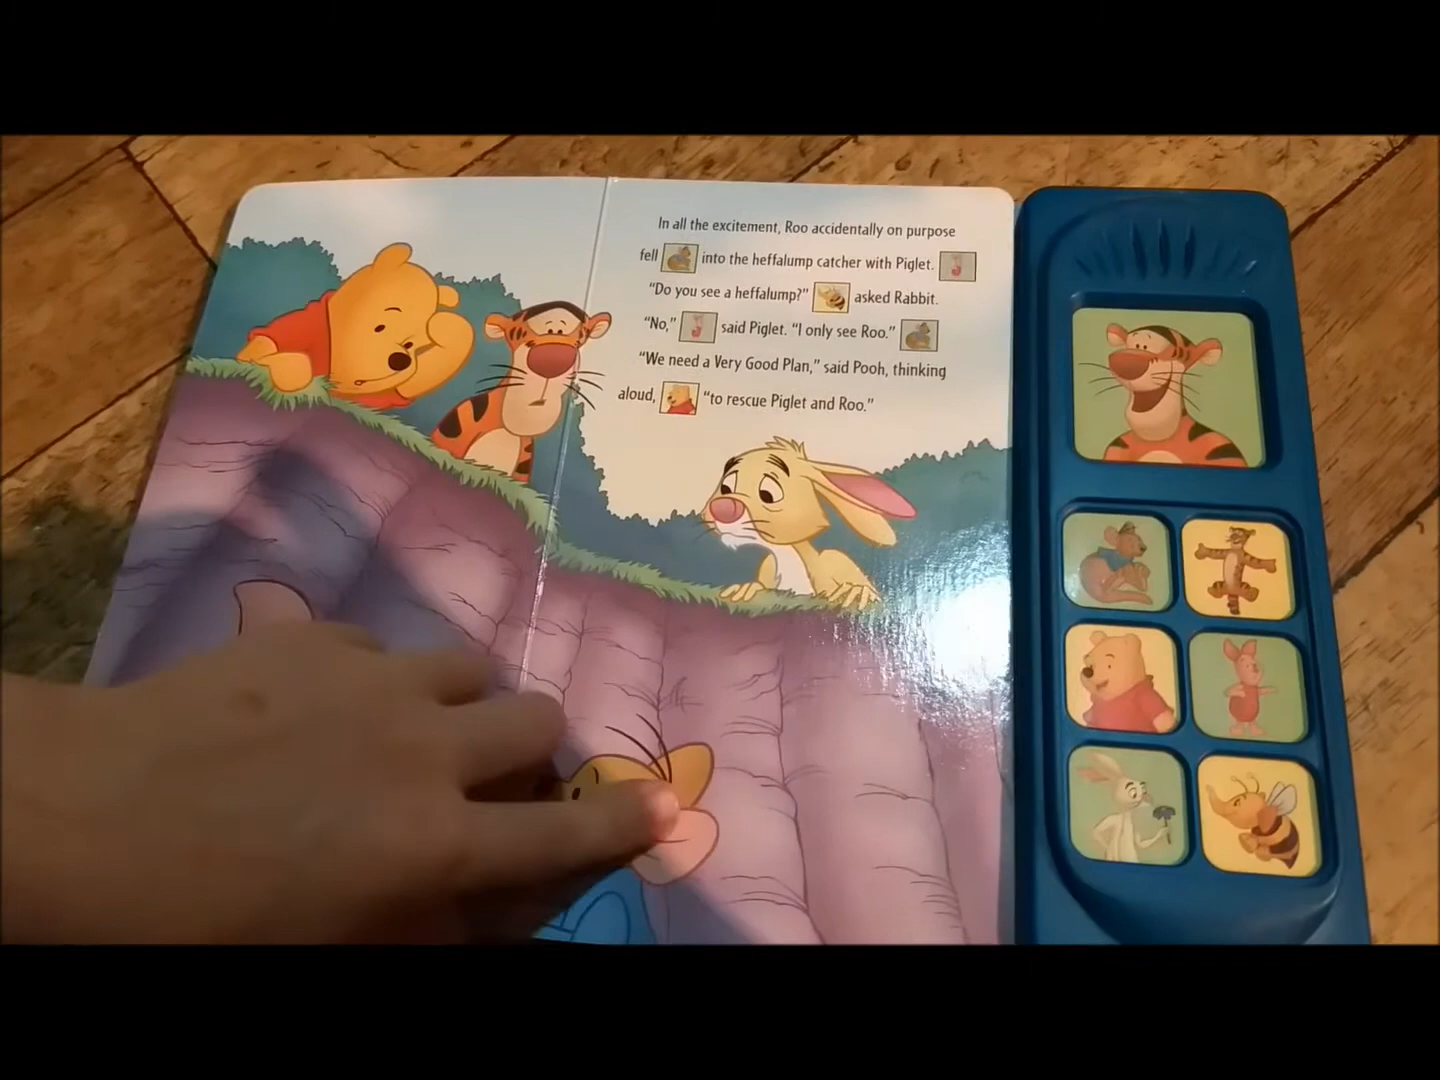 In all the excitement, Roo accidentally on purpose
fell into the heffalump catcher with Piglet.
"Do you see a heffalump?" asked Rabbit.
"No," said Piglet. "I only see Roo."
"We need a Very Good Plan," said Pooh, thinking
aloud, "to rescue Piglet and Roo."